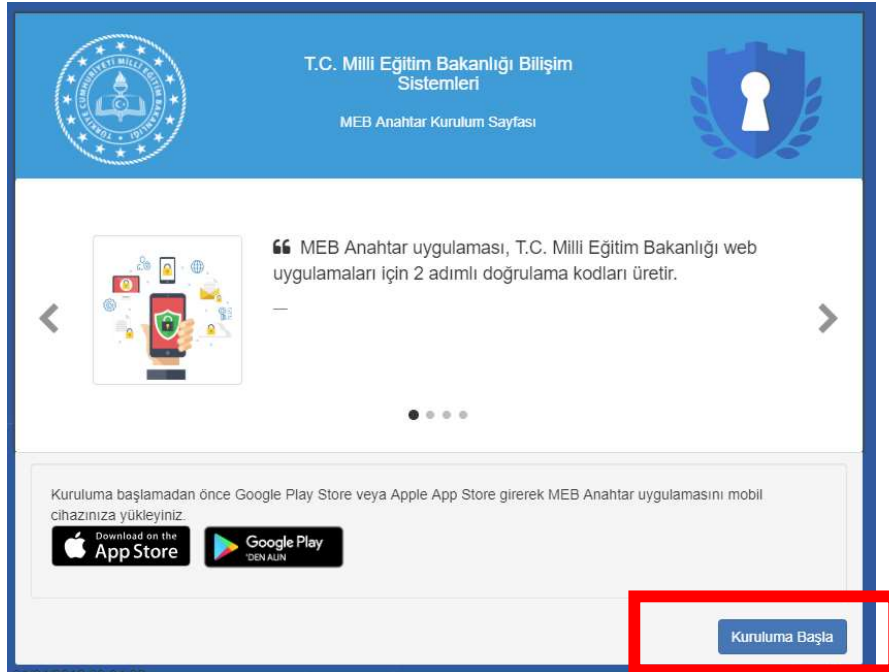 T.C. Milli Eğitim Bakanlığı Bilişim
Sistemleri
MEB Anahtar Kurulum Sayfası
MEB Anahtar uygulaması, T.C. Milli Eğitim Bakanlığı web
uygulamaları için 2 adımlı doğrulama kodları üretir.
—
Kuruluma başlamadan önce Google Play Store veya Apple App Store girerek MEB Anahtar uygulamasını mobil
cihazınıza yükleyiniz.
Download on the
App Store
Google Play
'DEN ALIN
Kuruluma Başla